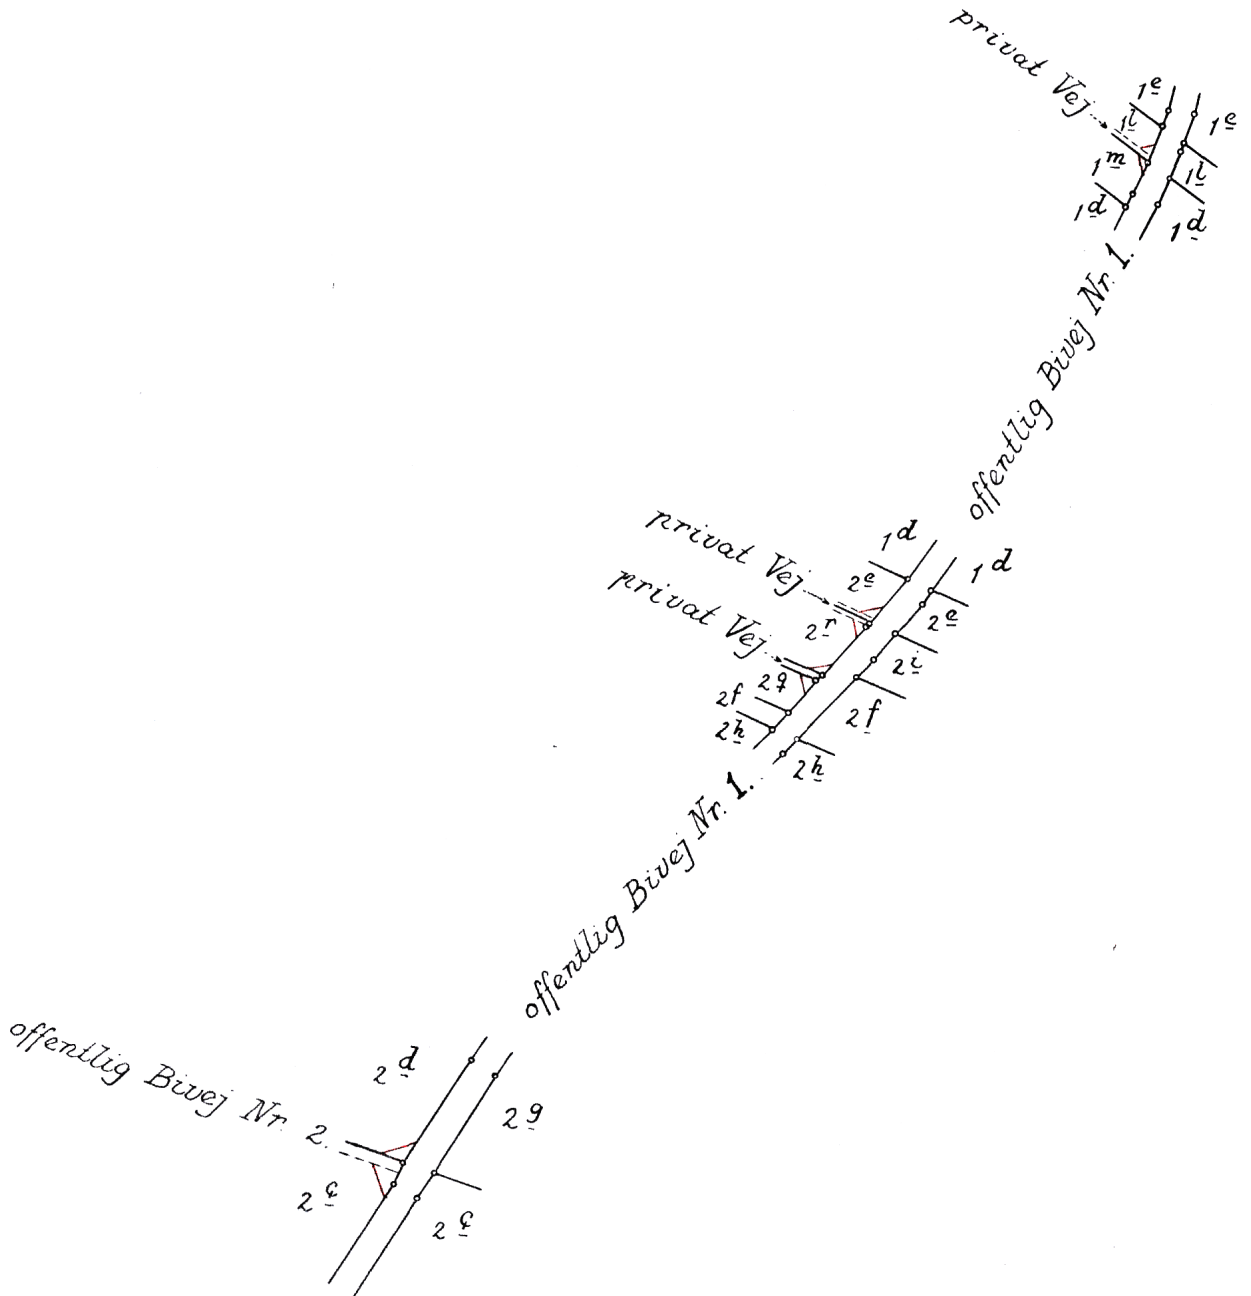 privat Vej
1e
1l
1e
1m
1l
1d
1d
offentlig Bivej Nr. 1.
privat Vej
1d
1d
2e
privat Vej
2r
2e
2i
2q
2f
2f
2h
2h
offentlig Bivej Nr. 1.
offentlig Bivej Nr. 2.
2d
2g
2c
2c